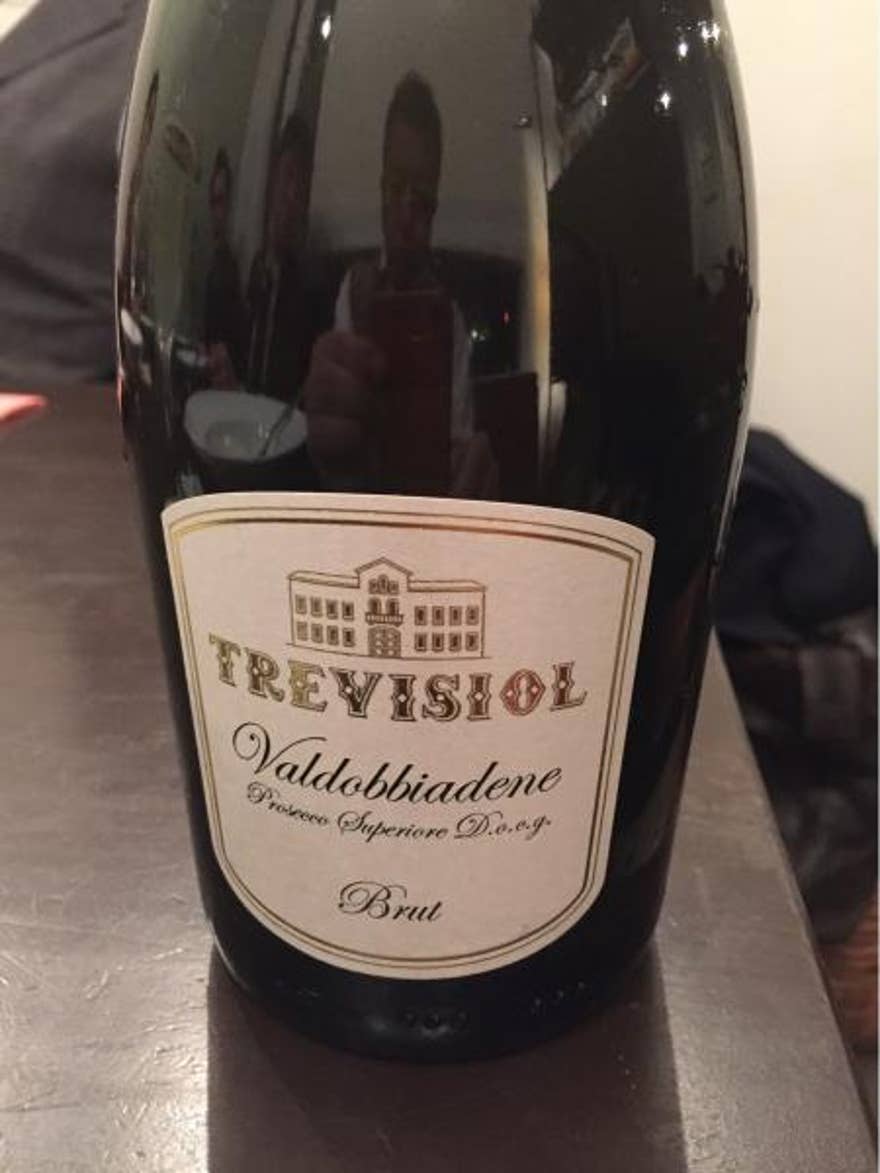 TREVISIOL
Valdobbiadene
Prosecco Superiore D.o.c.g.
Brut